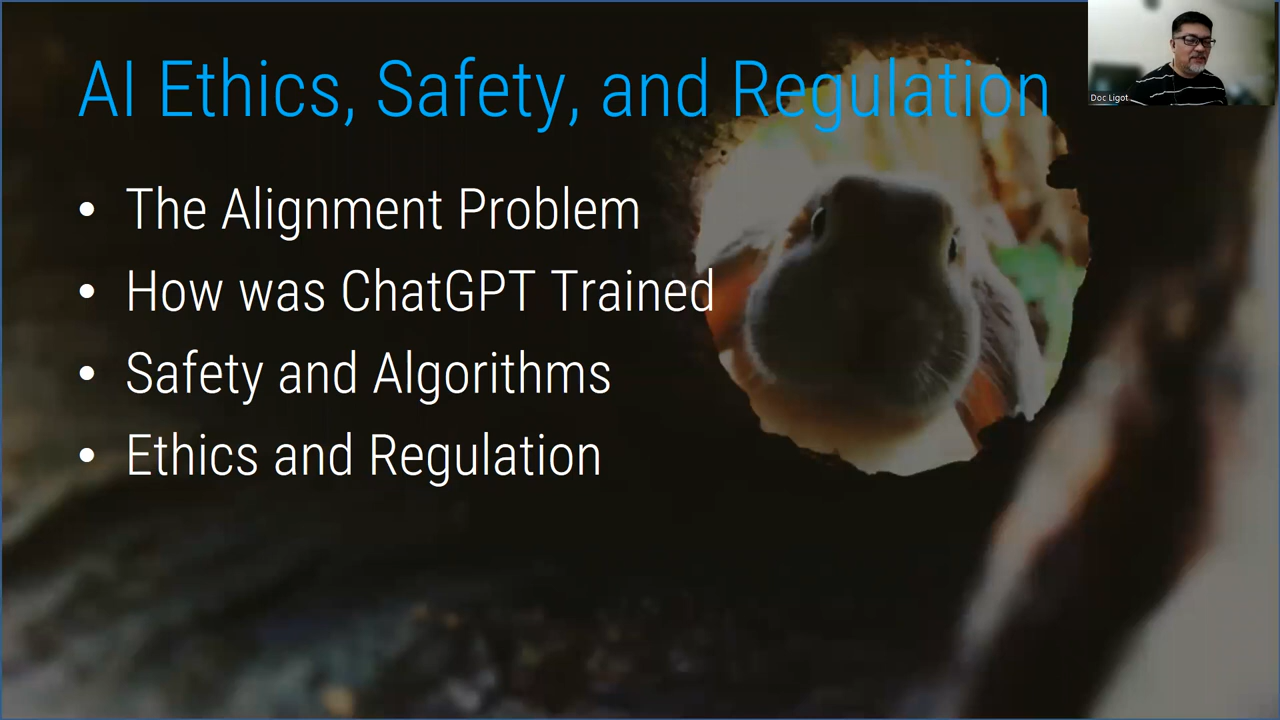 AI Ethics, Safety, and Regulation
• The Alignment Problem
• How was ChatGPT Trained
• Safety and Algorithms
• Ethics and Regulation
Doc Ligot